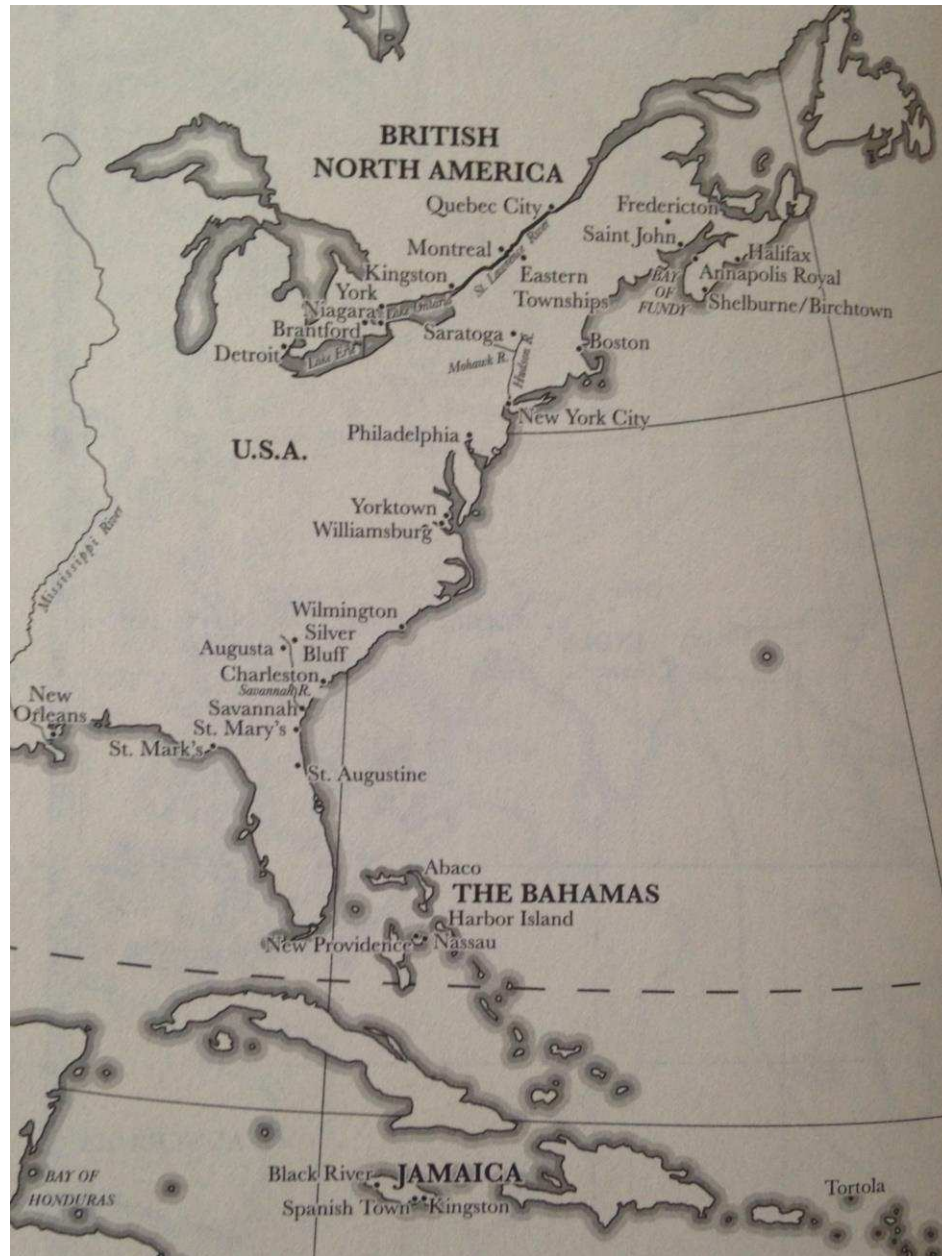 BRITISH
NORTH AMERICA
Quebec City
Fredericton
Saint John
Montreal
Halifax
St. Lawrence River
Kingston
Eastern
Townships
BAY
OF
FUNDY
Annapolis Royal
York
Niagara
Lake Ontario
Shelburne/Birchtown
Brantford
Saratoga
Detroit
Lake Erie
Mohawk R.
Hudson R.
Boston
New York City
Philadelphia
U.S.A.
Yorktown
Williamsburg
Mississippi River
Wilmington
Silver
Bluff
Augusta
Charleston
Savannah R.
Savannah
New
Orleans
St. Mary's
St. Mark's
St. Augustine
Abaco
THE BAHAMAS
Harbor Island
New Providence
Nassau
Black River
JAMAICA
BAY OF
HONDURAS
Spanish Town
Kingston
Tortola